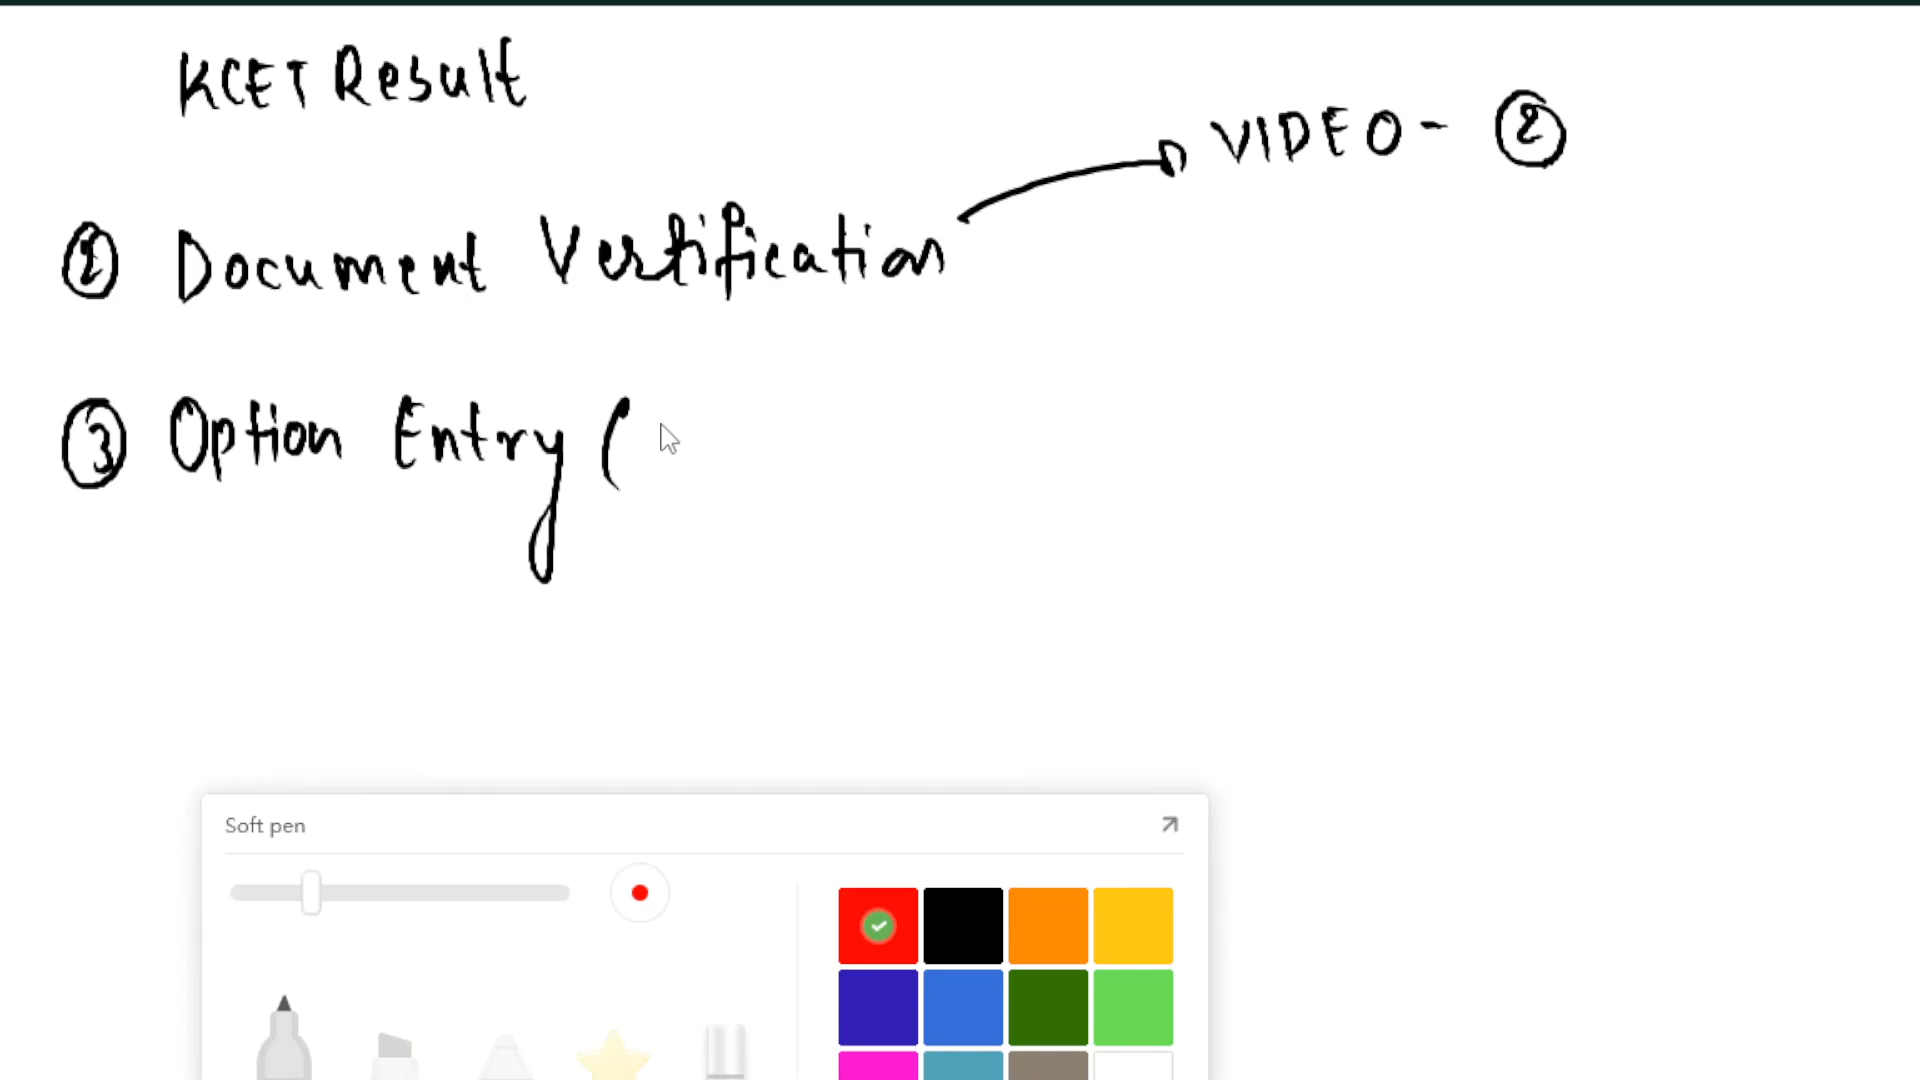 KCET Result
VIDEO - ②
② Document Vertification
③ Option Entry (
Soft pen